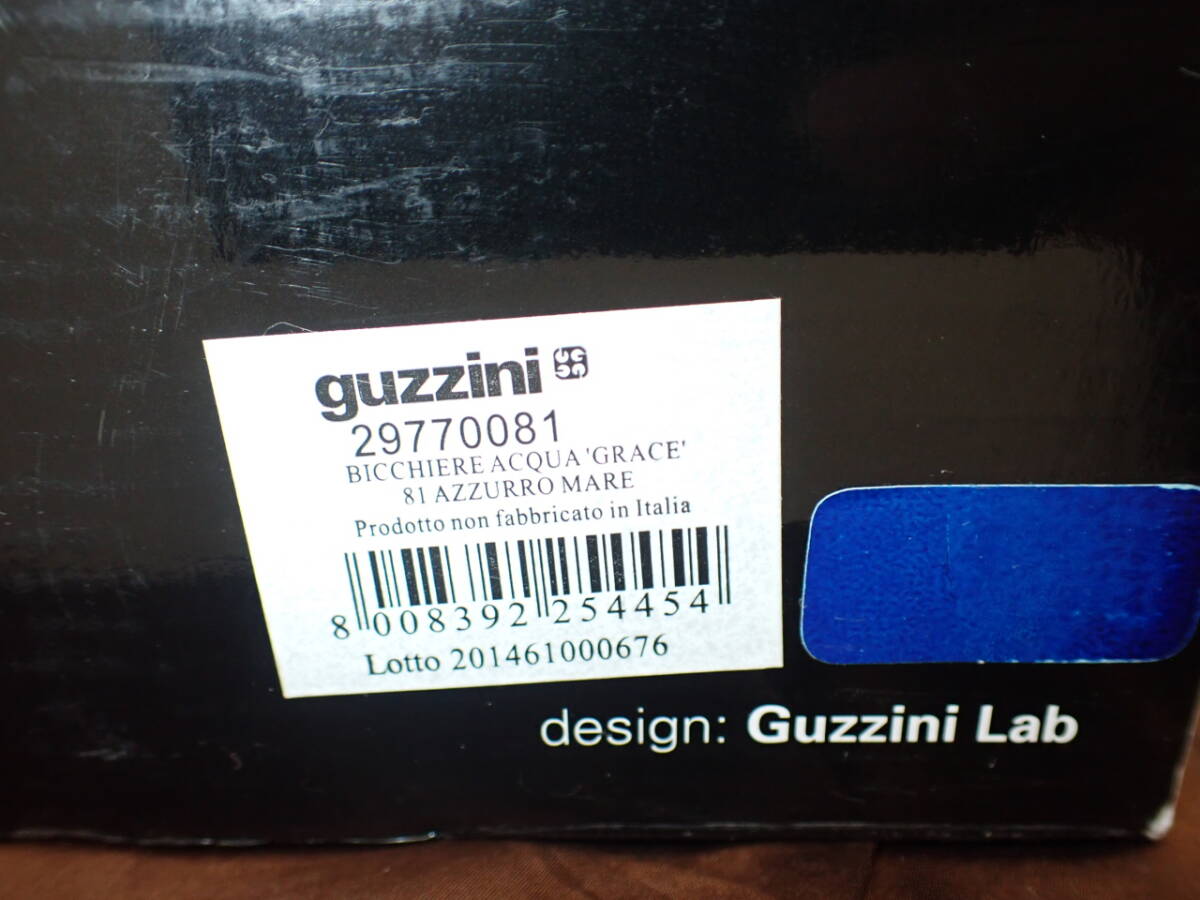 guzzini
29770081
BICCHIERE ACQUA 'GRACE'
81 AZZURRO MARE
Prodotto non fabbricato in Italia
8 008392 254454
Lotto 201461000676
design: Guzzini Lab